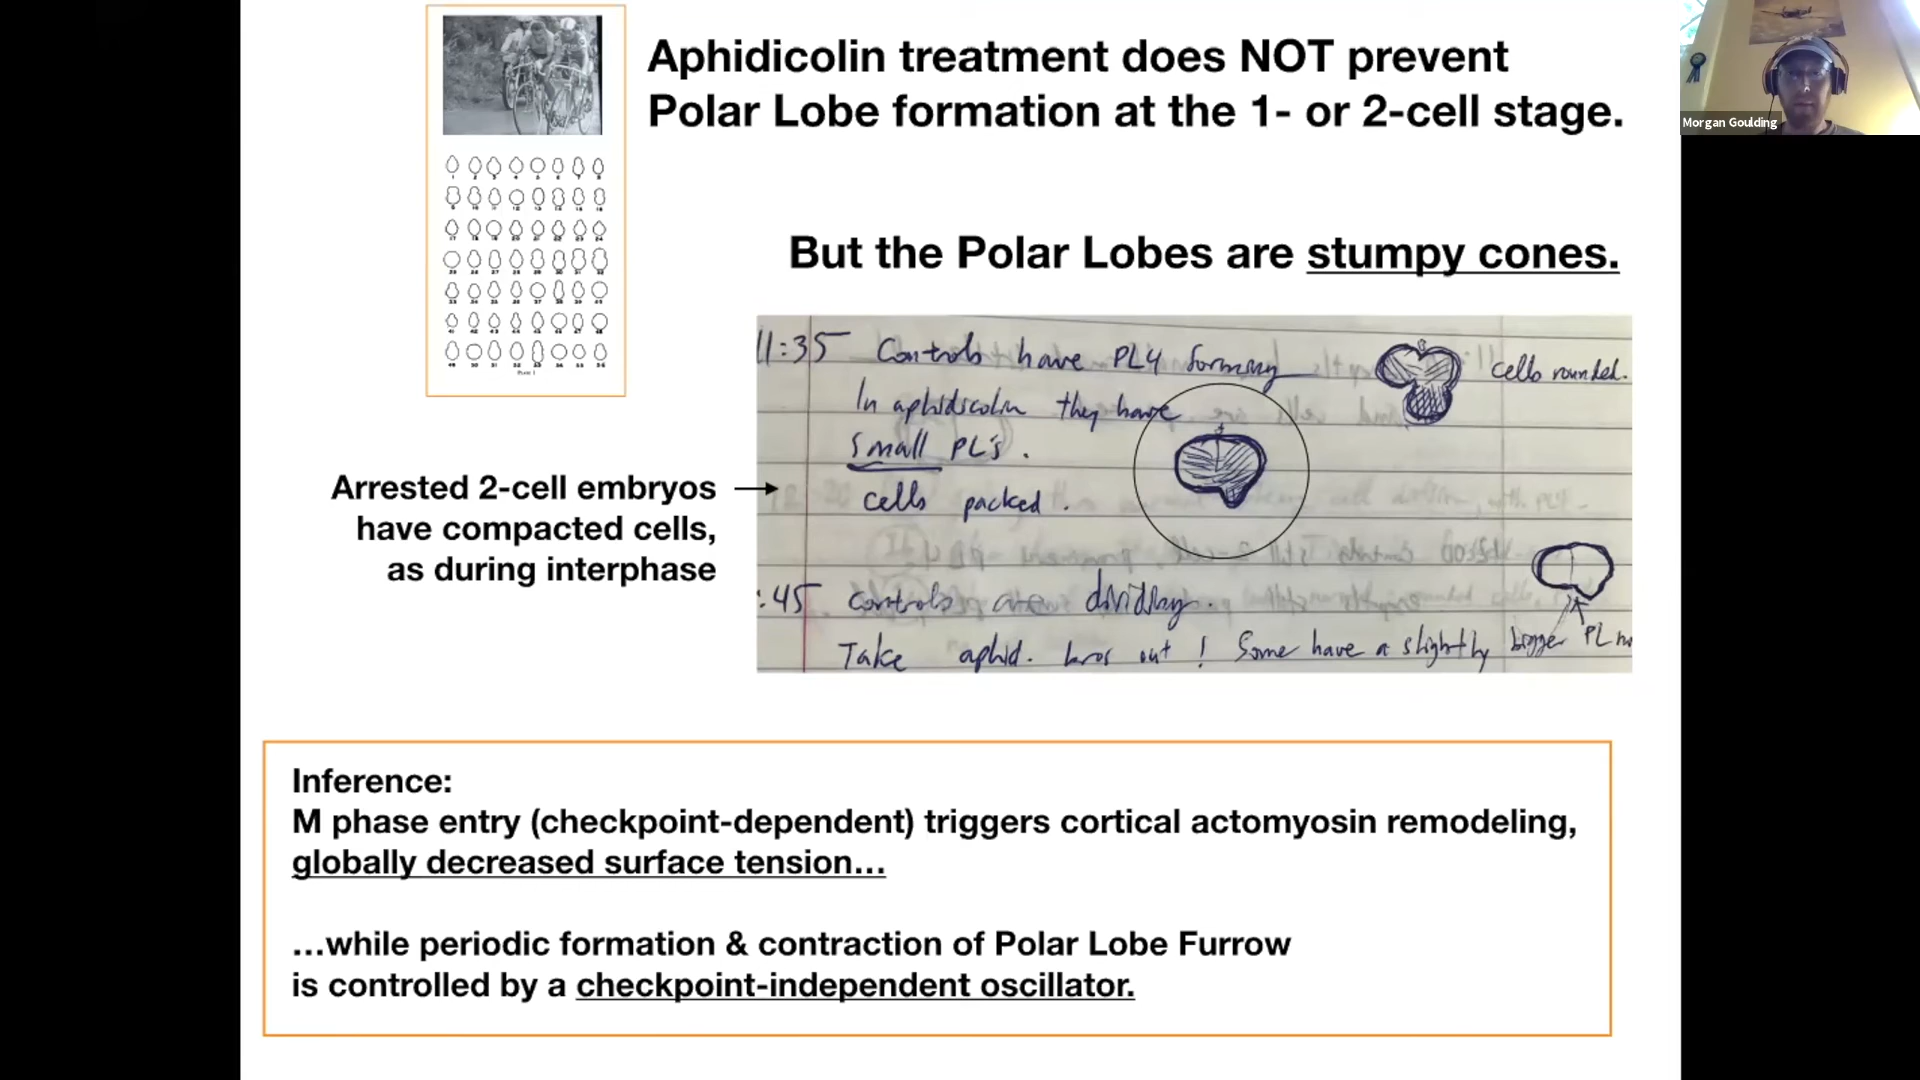 Aphidicolin treatment does NOT prevent
Polar Lobe formation at the 1- or 2-cell stage.
Morgan Goulding
But the Polar Lobes are stumpy cones.
11:35 Controls have PL4 forming
cells rounded.
In aphidicolin they have
small PL's.
cells packed.
Arrested 2-cell embryos
have compacted cells,
as during interphase
:45 controls are dividing.
Take aphid. out! Some have a slightly bigger PL
Inference:
M phase entry (checkpoint-dependent) triggers cortical actomyosin remodeling,
globally decreased surface tension...
...while periodic formation & contraction of Polar Lobe Furrow
is controlled by a checkpoint-independent oscillator.